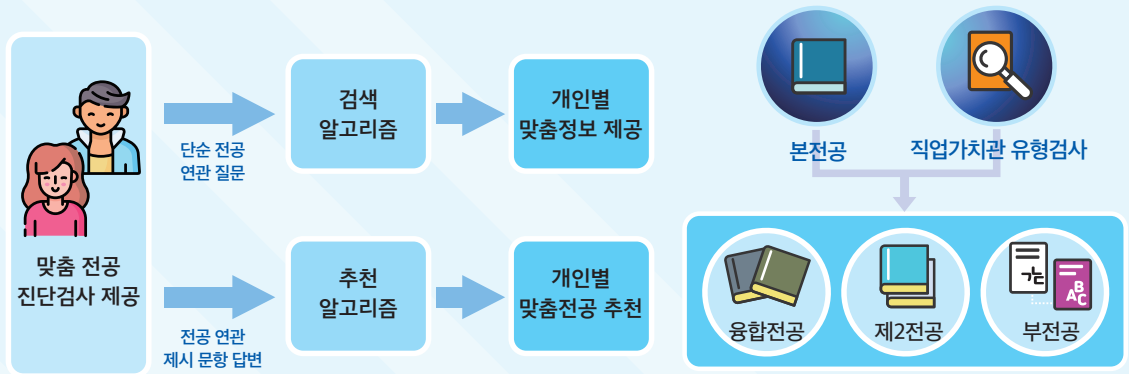 맞춤 전공
진단검사 제공
단순 전공
연관 질문
검색
알고리즘
개인별
맞춤정보 제공
전공 연관
제시 문항 답변
추천
알고리즘
개인별
맞춤전공 추천
본전공
직업가치관 유형검사
융합전공
제2전공
가나
B
AC
부전공